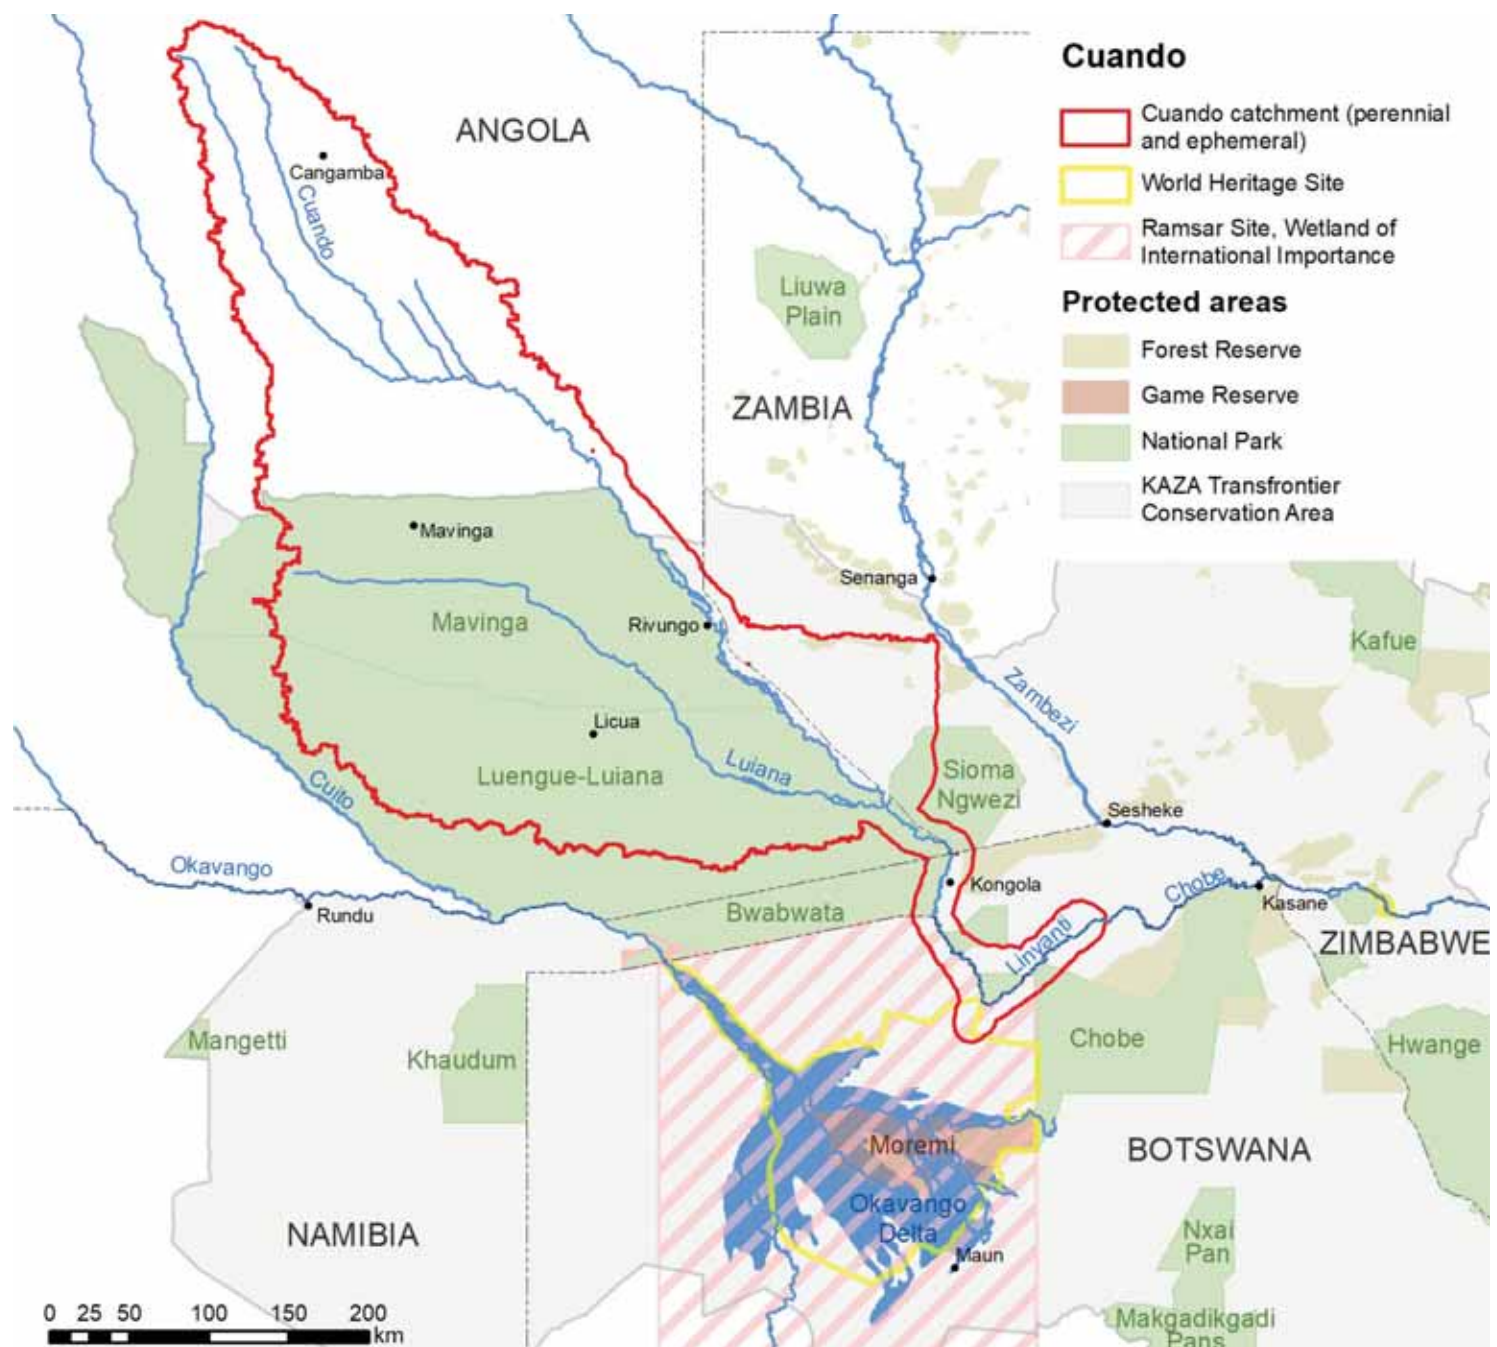 Cuando
Cuando catchment (perennial
and ephemeral)
World Heritage Site
Ramsar Site, Wetland of
International Importance
Protected areas
Forest Reserve
Game Reserve
National Park
KAZA Transfrontier
Conservation Area
ANGOLA
Cangamba
Cuando
Liuwa
Plain
ZAMBIA
Mavinga
Senanga
Mavinga
Rivungo
Kafue
Zambezi
Licua
Luiana
Luengue-Luiana
Sioma
Ngwezi
Cuito
Sesheke
Okavango
Rundu
Kongola
Chobe
Kasane
Bwabwata
Linyanti
ZIMBABWE
Mangetti
Khaudum
Chobe
Hwange
Moremi
BOTSWANA
Okavango
Delta
NAMIBIA
Maun
Nxai
Pan
Makgadikgadi
Pans
0 25 50 100 150 200
km